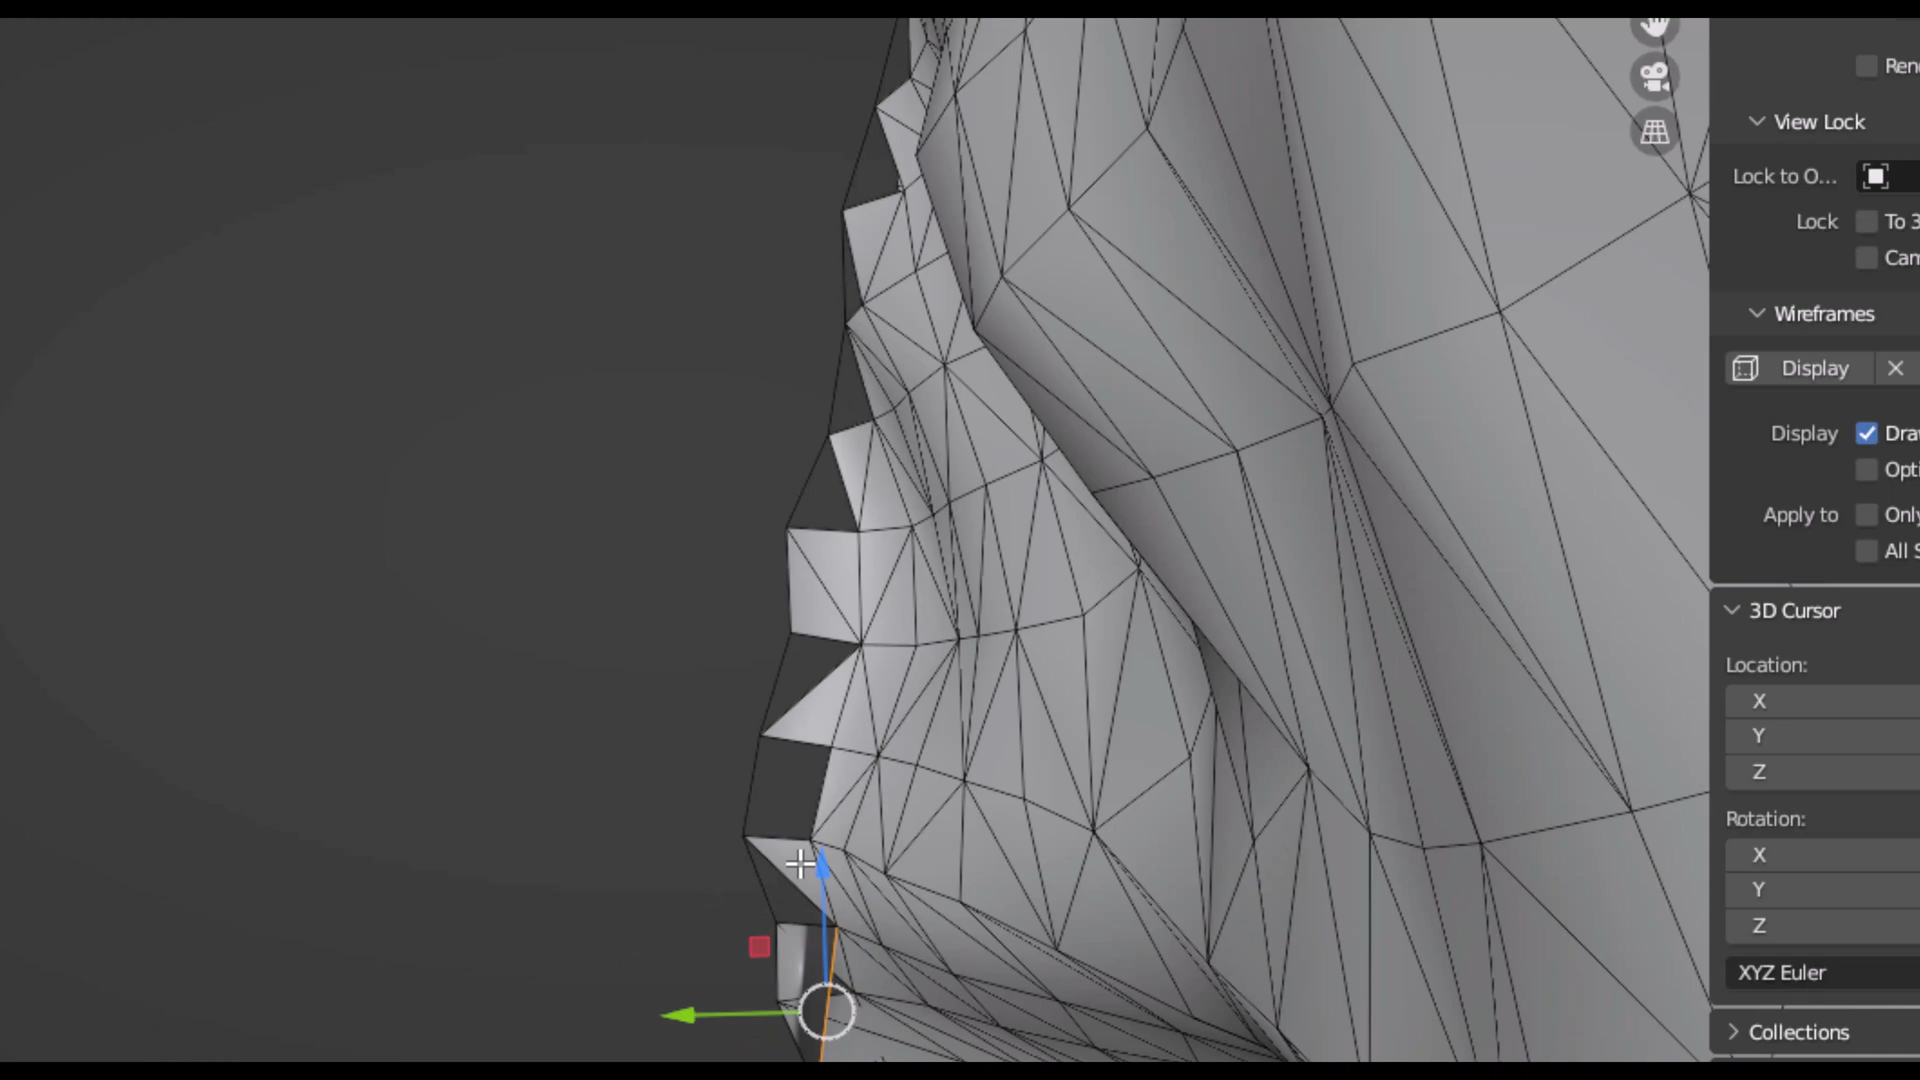 Ren
View Lock
Lock to O...
Lock
To 3
Cam
Wireframes
Display
Display
Dra
Opti
Apply to
Only
All S
3D Cursor
Location:
X
Y
Z
Rotation:
X
Y
Z
XYZ Euler
Collections